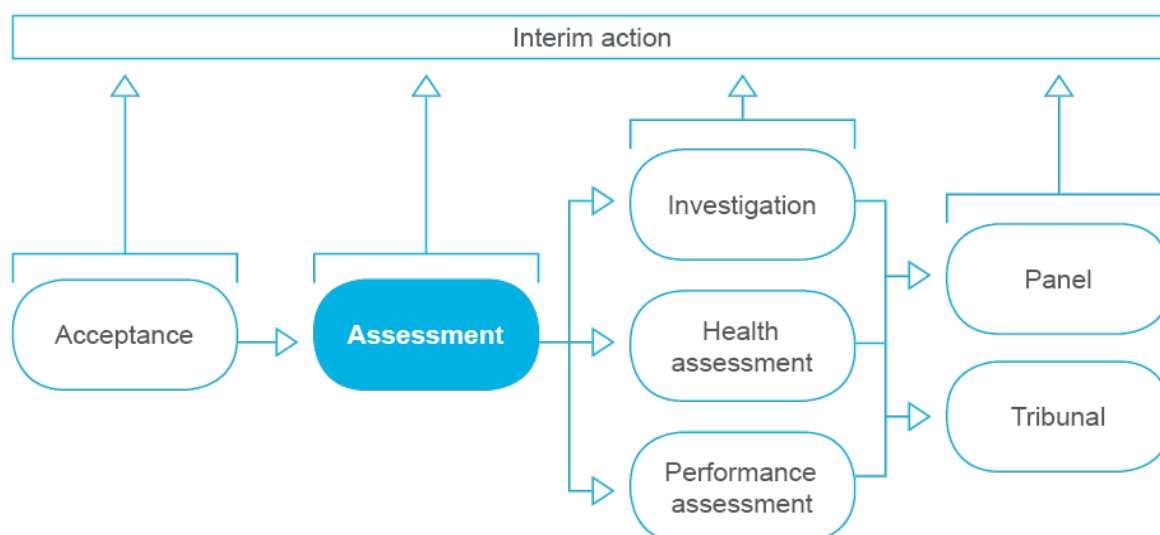 Interim action
Acceptance
Assessment
Investigation
Health
assessment
Performance
assessment
Panel
Tribunal